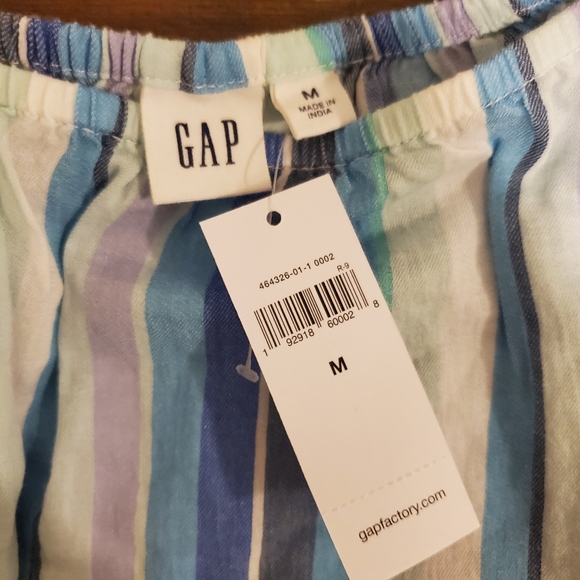 GAP
M
MADE IN
INDIA
464326-01-1 0002
R-9
1 92918 60002 8
M
gapfactory.com